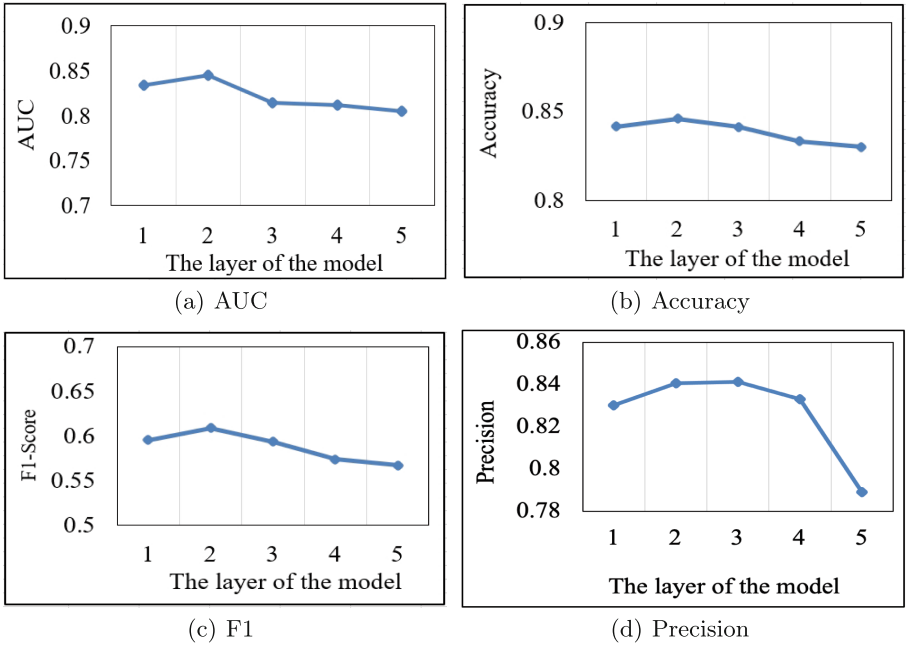 0.9
0.85
0.8
0.75
0.7
AUC
1 2 3 4 5
The layer of the model
(a) AUC
0.9
0.85
0.8
Accuracy
1 2 3 4 5
The layer of the model
(b) Accuracy
0.7
0.65
0.6
0.55
0.5
F1-Score
1 2 3 4 5
The layer of the model
(c) F1
0.86
0.84
0.82
0.8
0.78
Precision
1 2 3 4 5
The layer of the model
(d) Precision